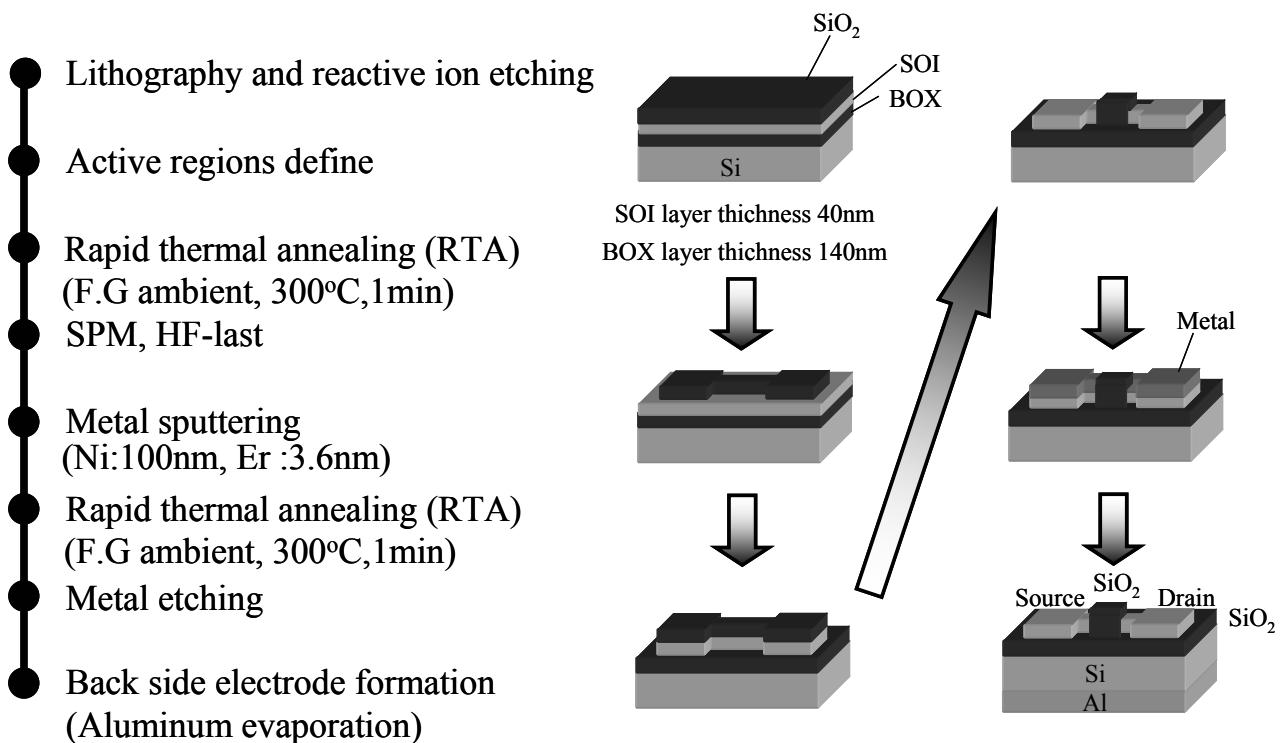 Lithography and reactive ion etching
Active regions define
Rapid thermal annealing (RTA)
(F.G ambient, 300°C,1min)
SPM, HF-last
Metal sputtering
(Ni:100nm, Er :3.6nm)
Rapid thermal annealing (RTA)
(F.G ambient, 300°C,1min)
Metal etching
Back side electrode formation
(Aluminum evaporation)
SiO₂
SOI
BOX
Si
SOI layer thichness 40nm
BOX layer thickness 140nm
Metal
SiO₂
Source
Drain
SiO₂
Si
Al